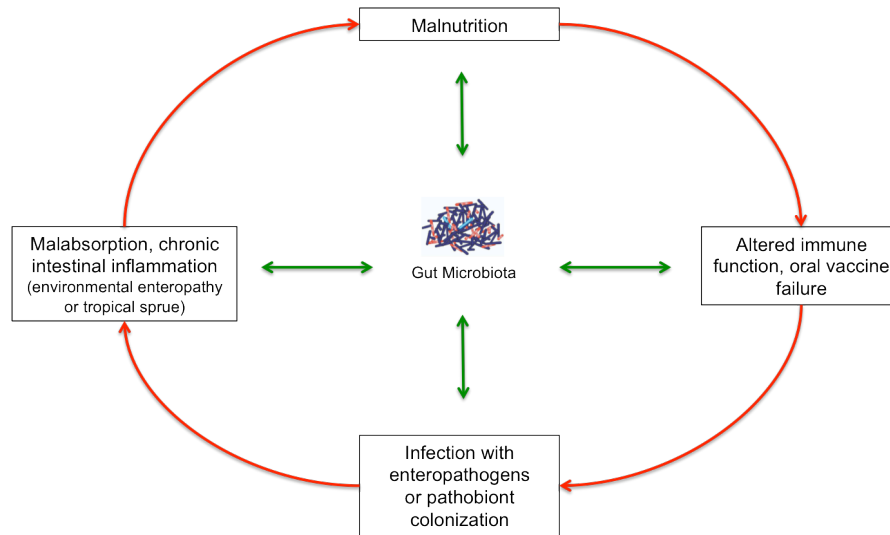 Malnutrition
Malabsorption, chronic
intestinal inflammation
(environmental enteropathy
or tropical sprue)
Gut Microbiota
Altered immune
function, oral vaccine
failure
Infection with
enteropathogens
or pathobiont
colonization